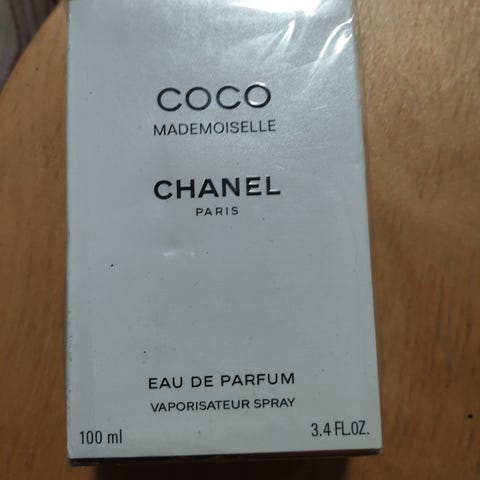 COCO
MADEMOISELLE
CHANEL
PARIS
EAU DE PARFUM
VAPORISATEUR SPRAY
100 ml 3.4 FL.OZ.